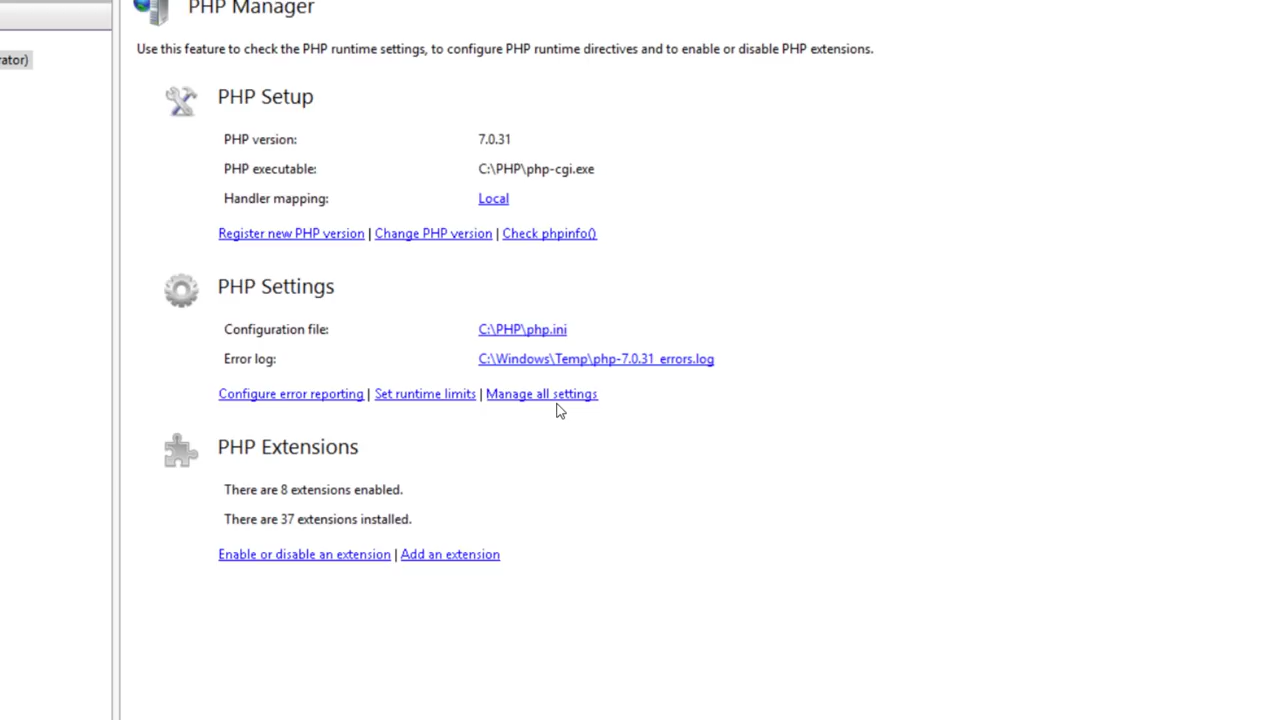 PHP Manager
rator)
Use this feature to check the PHP runtime settings, to configure PHP runtime directives and to enable or disable PHP extensions.
PHP Setup
PHP version: 7.0.31
PHP executable: C:\PHP\php-cgi.exe
Handler mapping: Local
Register new PHP version | Change PHP version | Check phpinfo()
PHP Settings
Configuration file: C:\PHP\php.ini
Error log: C:\Windows\Temp\php-7.0.31_errors.log
Configure error reporting | Set runtime limits | Manage all settings
PHP Extensions
There are 8 extensions enabled.
There are 37 extensions installed.
Enable or disable an extension | Add an extension